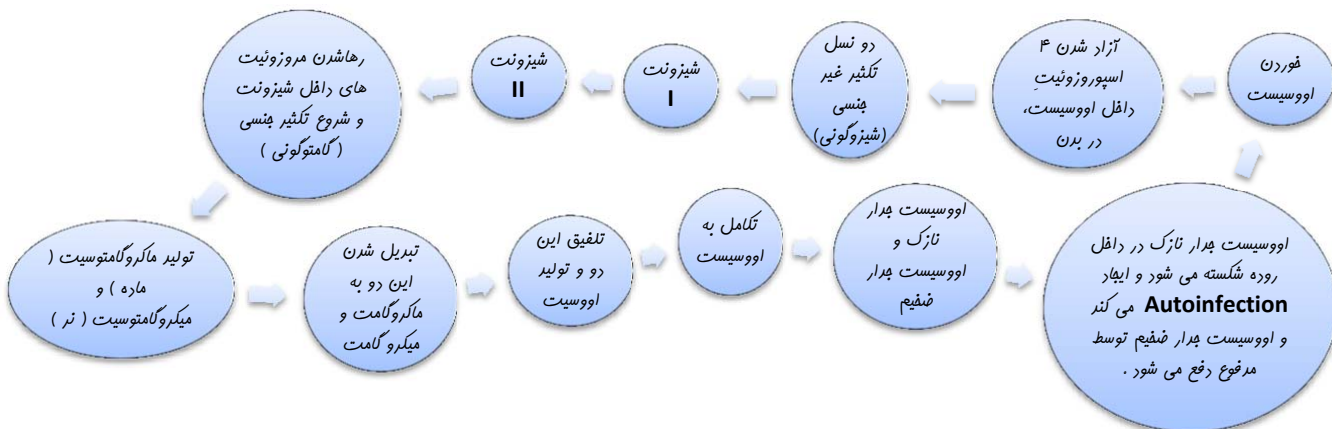 خوردن
اووسیست
آزاد شدن ۴
اسپوروزوئیتِ
داخل اووسیست،
در بدن
دو نسل
تکثیر غیر
جنسی
(شیزوگونی)
شیزونت
I
شیزونت
II
رهاشدن مروزوئیت
های داخل شیزونت
و شروع تکثیر جنسی
( گامتوگونی )
تولید ماکروگامتوسیت (
ماده ) و
میکروگامتوسیت ( نر )
تبدیل شدن
این دو به
ماکروگامت و
میکرو گامت
تلفیق این
دو و تولید
اووسیت
تکامل به
اووسیست
اووسیست جدار
نازک و
اووسیست جدار
ضخیم
اووسیست جدار نازک در داخل
روده شکسته می شود و ایجاد
Autoinfection می کند
و اووسیست جدار ضخیم توسط
مدفوع دفع می شود .